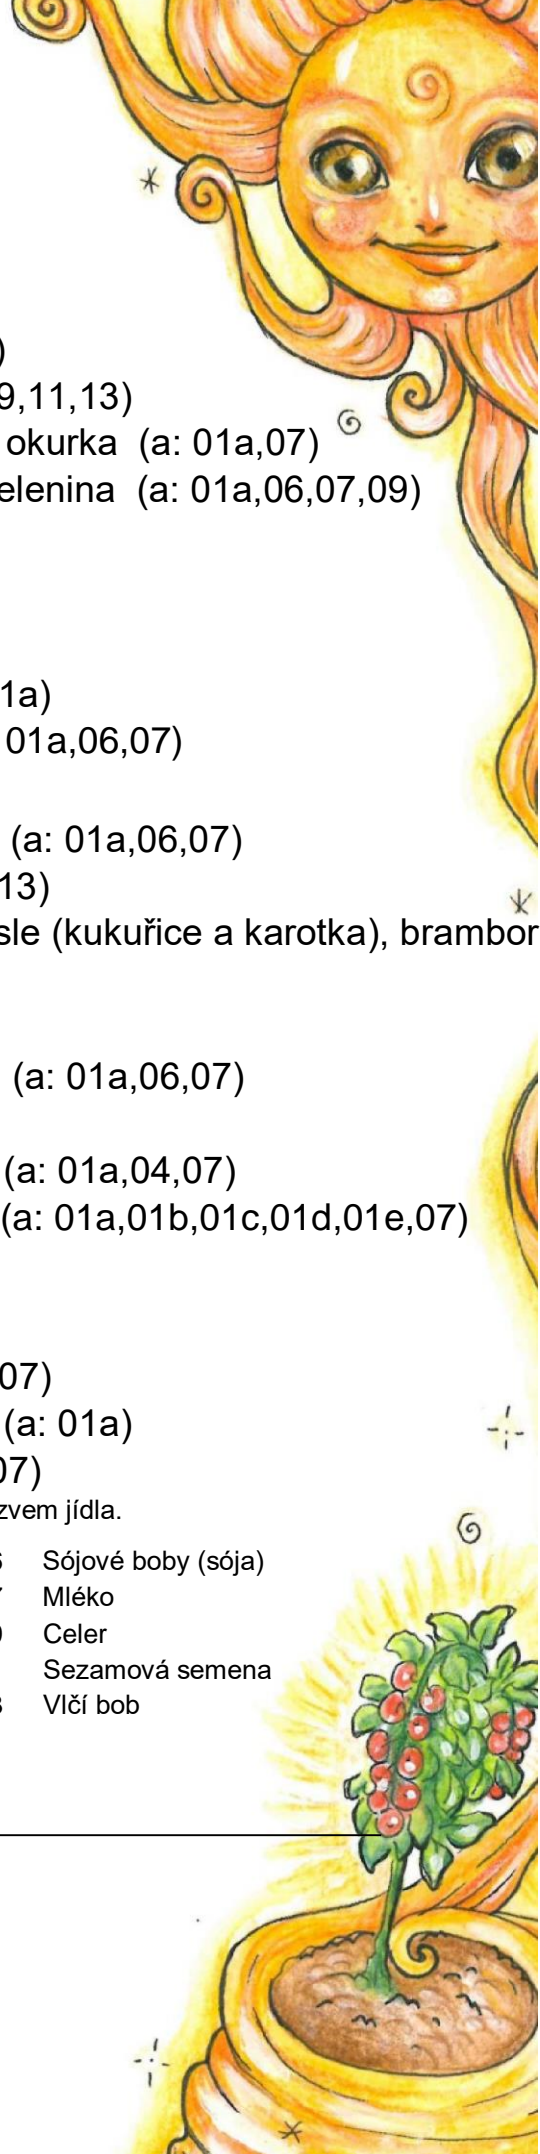 )
9,11,13)
okurka (a: 01a,07)
elenina (a: 01a,06,07,09)
1a)
01a,06,07)
(a: 01a,06,07)
13)
sle (kukuřice a karotka), brambor
(a: 01a,06,07)
(a: 01a,04,07)
(a: 01a,01b,01c,01d,01e,07)
07)
(a: 01a)
07)
zvem jídla.
Sójové boby (sója)
Mléko
Celer
Sezamová semena
Vlčí bob